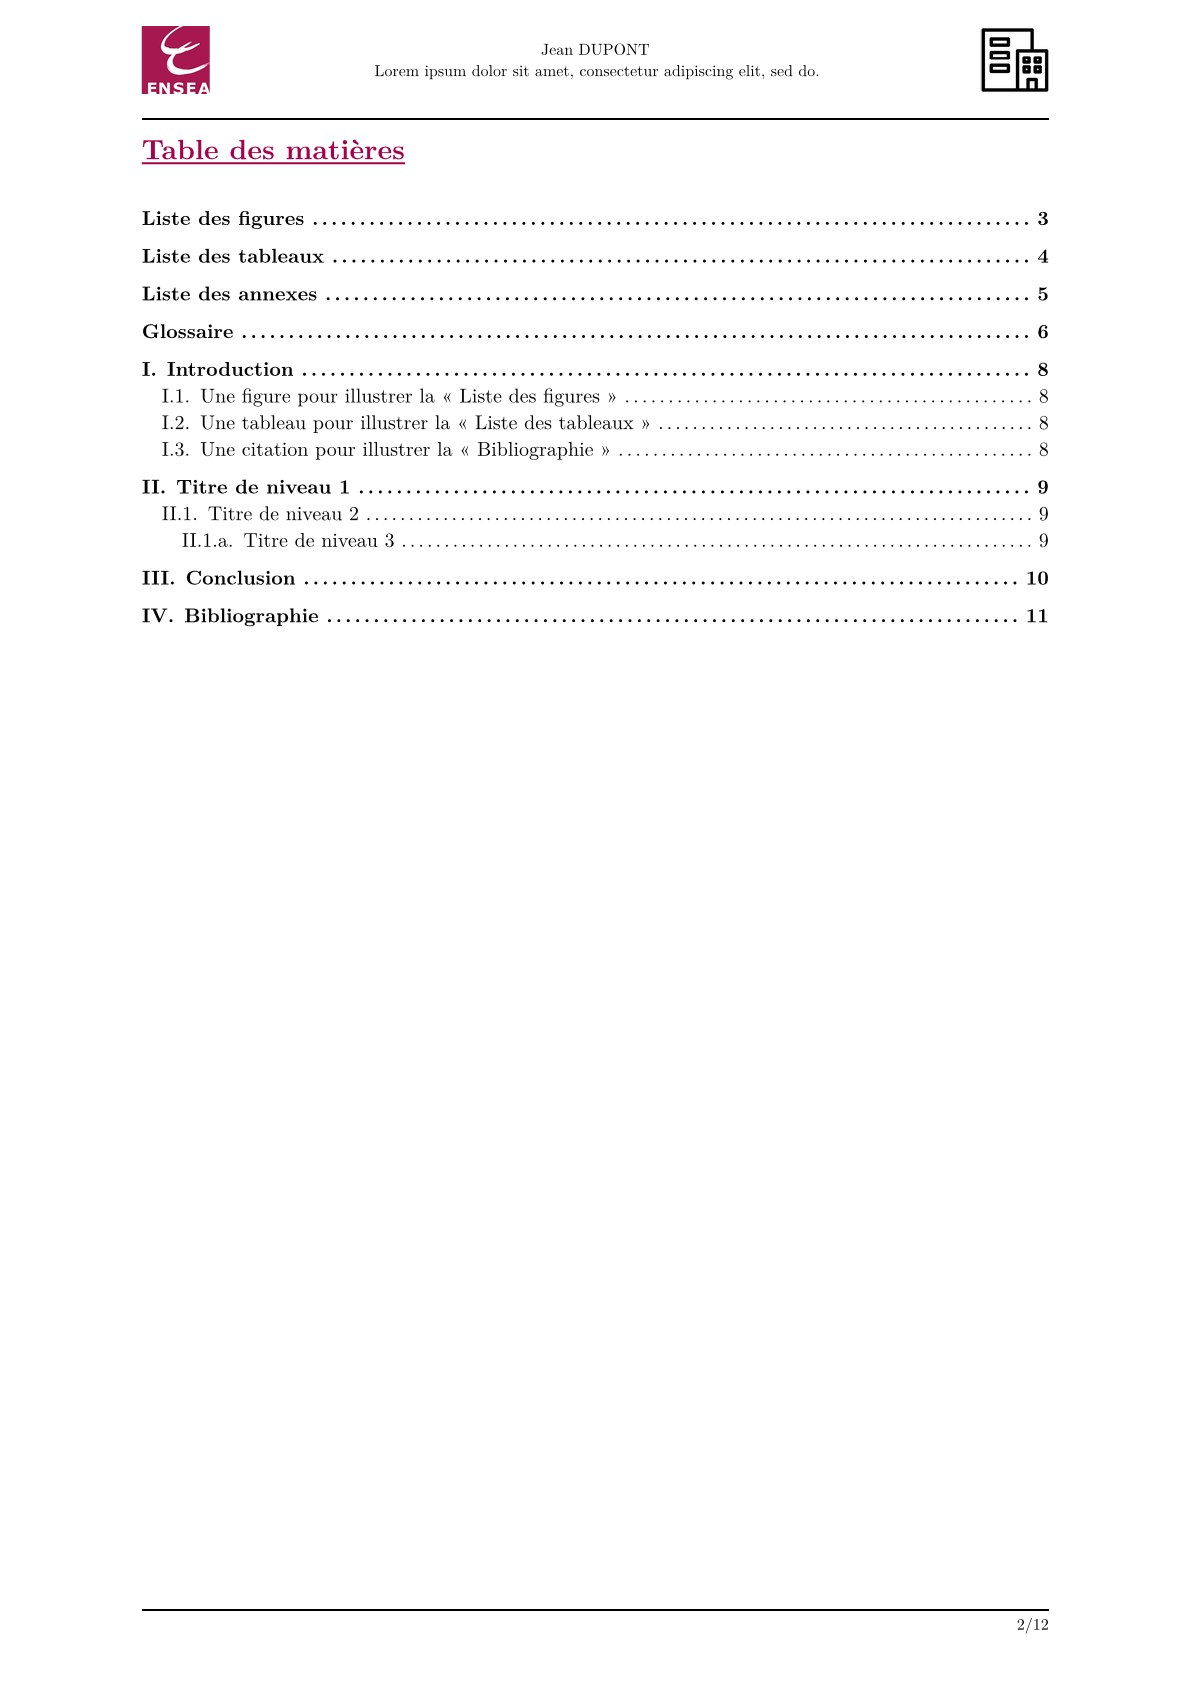 ENSEA
Jean DUPONT
Lorem ipsum dolor sit amet, consectetur adipiscing elit, sed do.
Table des matières
Liste des figures 3
Liste des tableaux 4
Liste des annexes 5
Glossaire 6
I. Introduction 8
I.1. Une figure pour illustrer la « Liste des figures » 8
I.2. Une tableau pour illustrer la « Liste des tableaux » 8
I.3. Une citation pour illustrer la « Bibliographie » 8
II. Titre de niveau 1 9
II.1. Titre de niveau 2 9
II.1.a. Titre de niveau 3 9
III. Conclusion 10
IV. Bibliographie 11
2/12